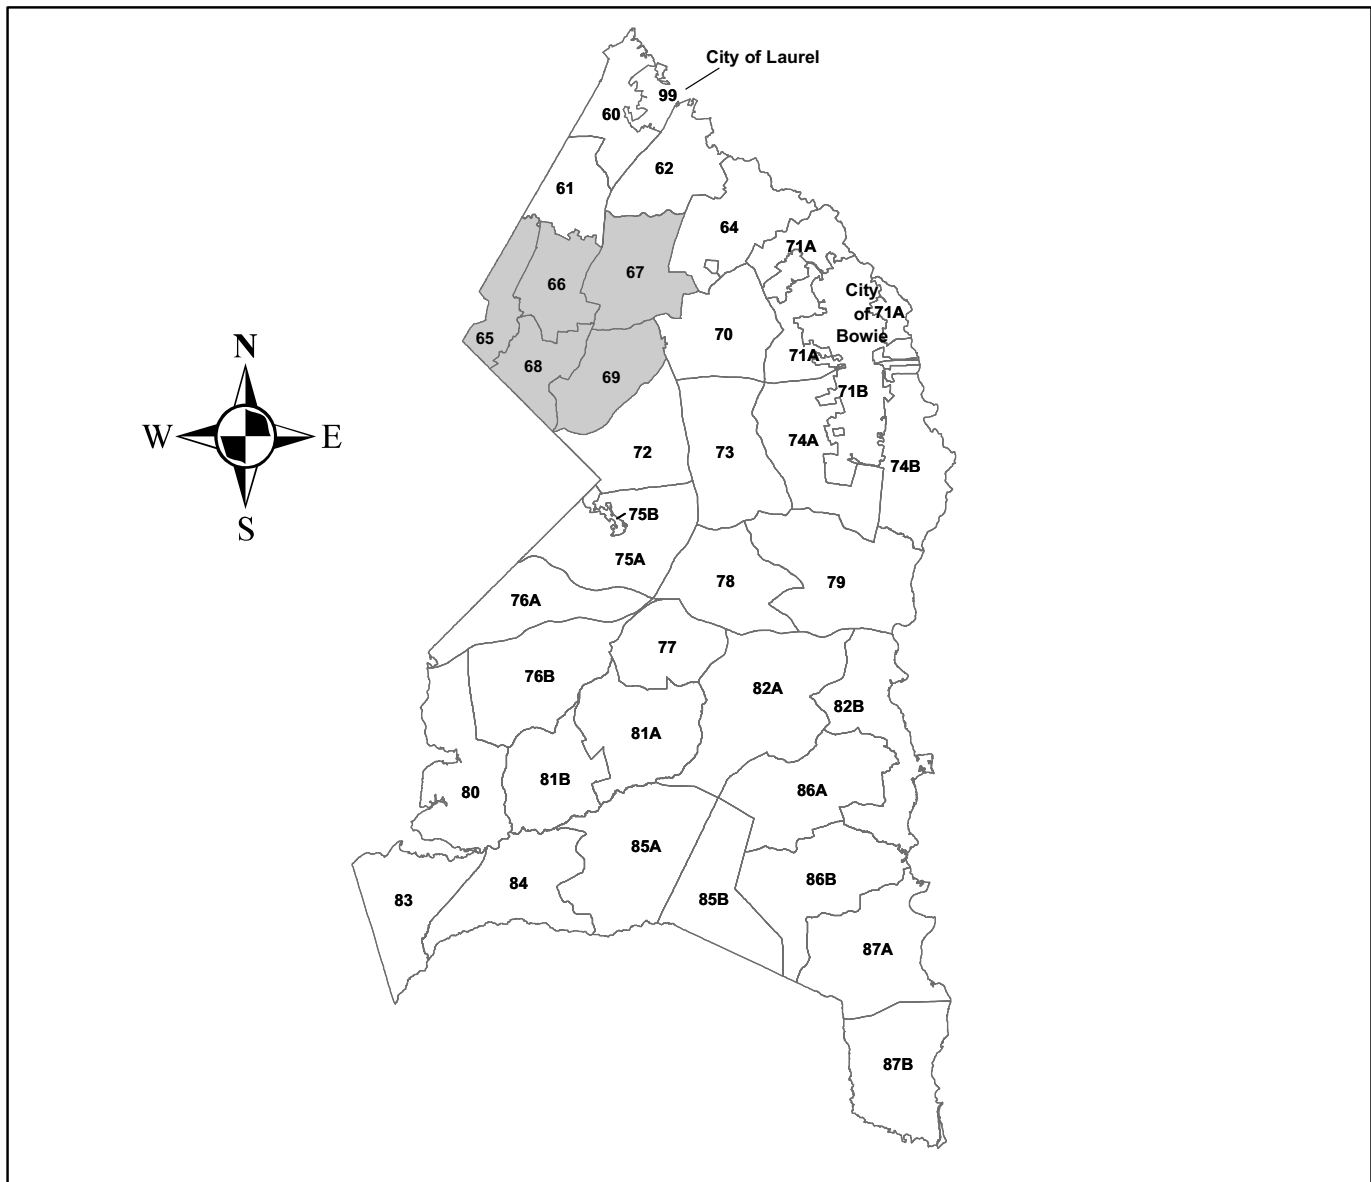 City of Laurel
99
60
62
61
64
71A
67
66
City
of
Bowie
71A
65
70
71A
68
69
71B
N
W
E
S
72
73
74A
74B
75B
75A
78
79
76A
77
76B
82A
82B
81A
81B
80
86A
85A
86B
84
83
85B
87A
87B